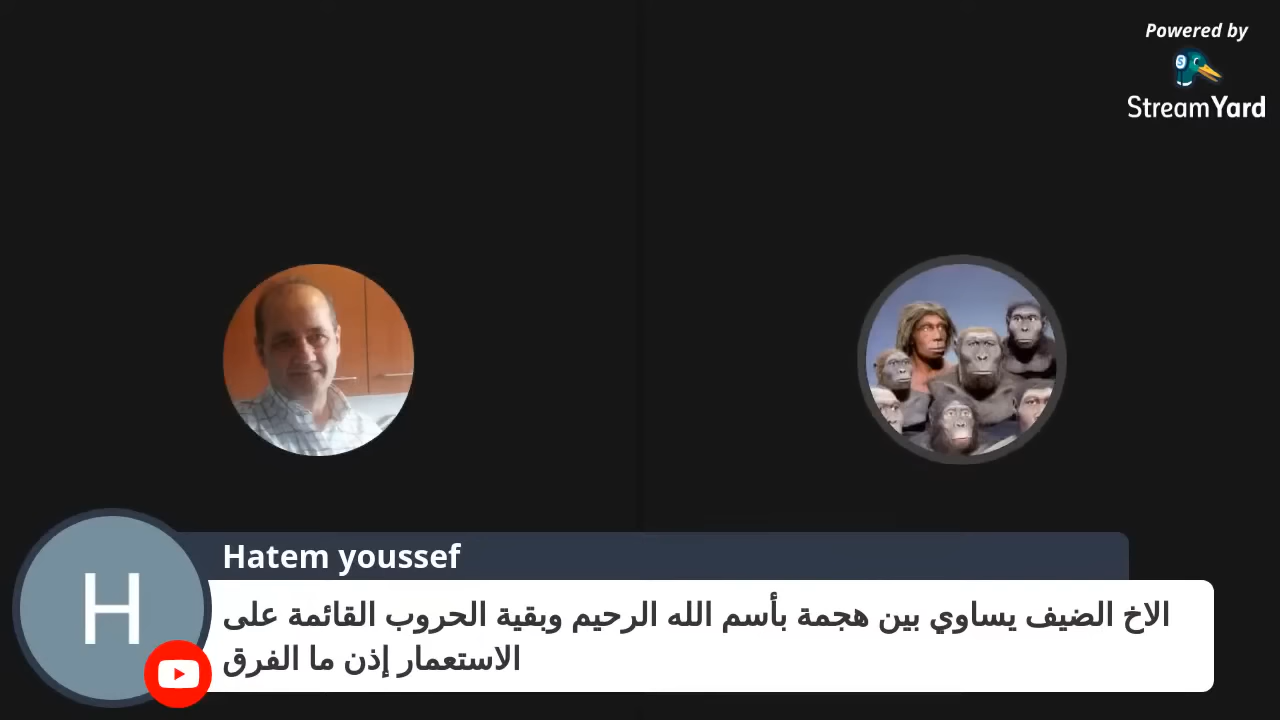 Powered by
StreamYard
H
Hatem youssef
الاخ الضيف يساوي بين هجمة بأسم الله الرحيم وبقية الحروب القائمة على
الاستعمار إذن ما الفرق